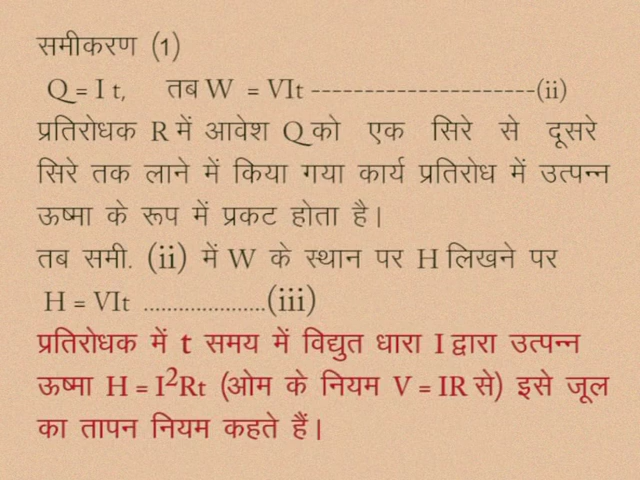 समीकरण (1)
Q = I t, तब W = VIt ---------------------(ii)
प्रतिरोधक R में आवेश Q को एक सिरे से दूसरे
सिरे तक लाने में किया गया कार्य प्रतिरोध में उत्पन्न
ऊष्मा के रूप में प्रकट होता है।
तब समी. (ii) में W के स्थान पर H लिखने पर
H = VIt .....................(iii)
प्रतिरोधक में t समय में विद्युत धारा I द्वारा उत्पन्न
ऊष्मा H = I²Rt (ओम के नियम V = IR से) इसे जूल
का तापन नियम कहते हैं।